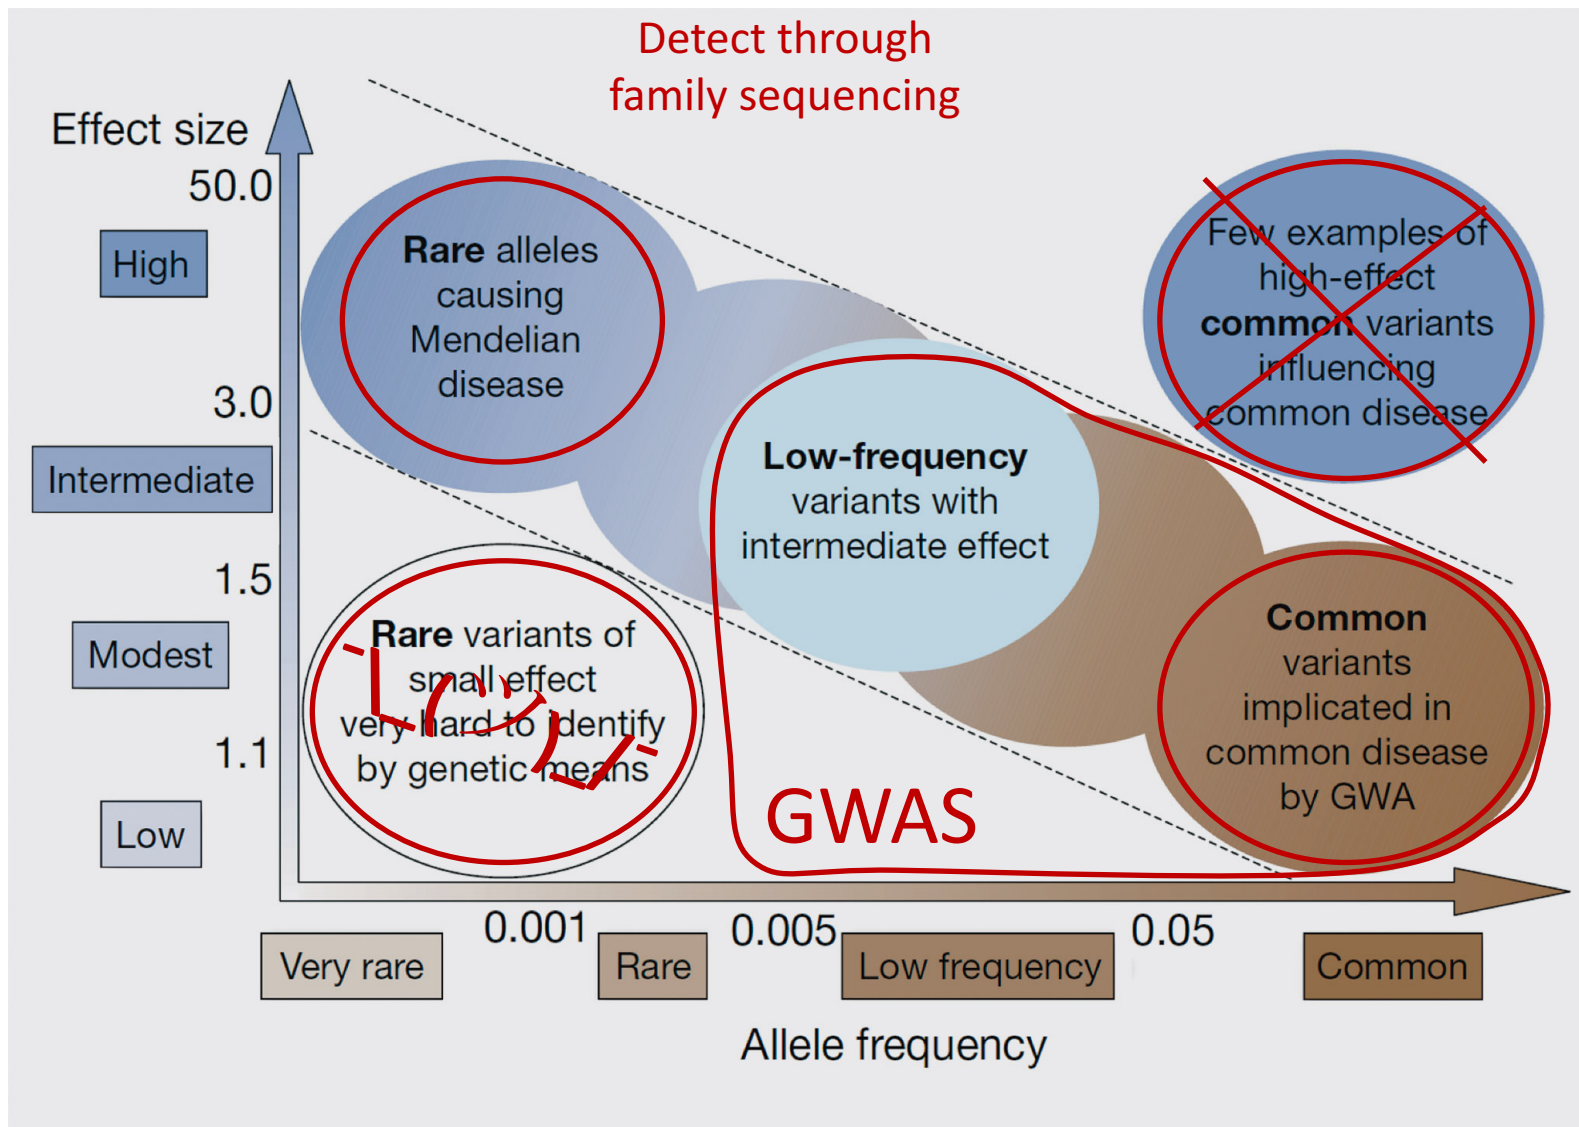 Detect through
family sequencing
Effect size
50.0
High
3.0
Intermediate
1.5
Modest
1.1
Low
Rare alleles
causing
Mendelian
disease
Few examples of
high-effect
common variants
influencing
common disease
Low-frequency
variants with
intermediate effect
Rare variants of
small effect
very hard to identify
by genetic means
Common
variants
implicated in
common disease
by GWA
GWAS
0.001
0.005
0.05
Very rare
Rare
Low frequency
Common
Allele frequency